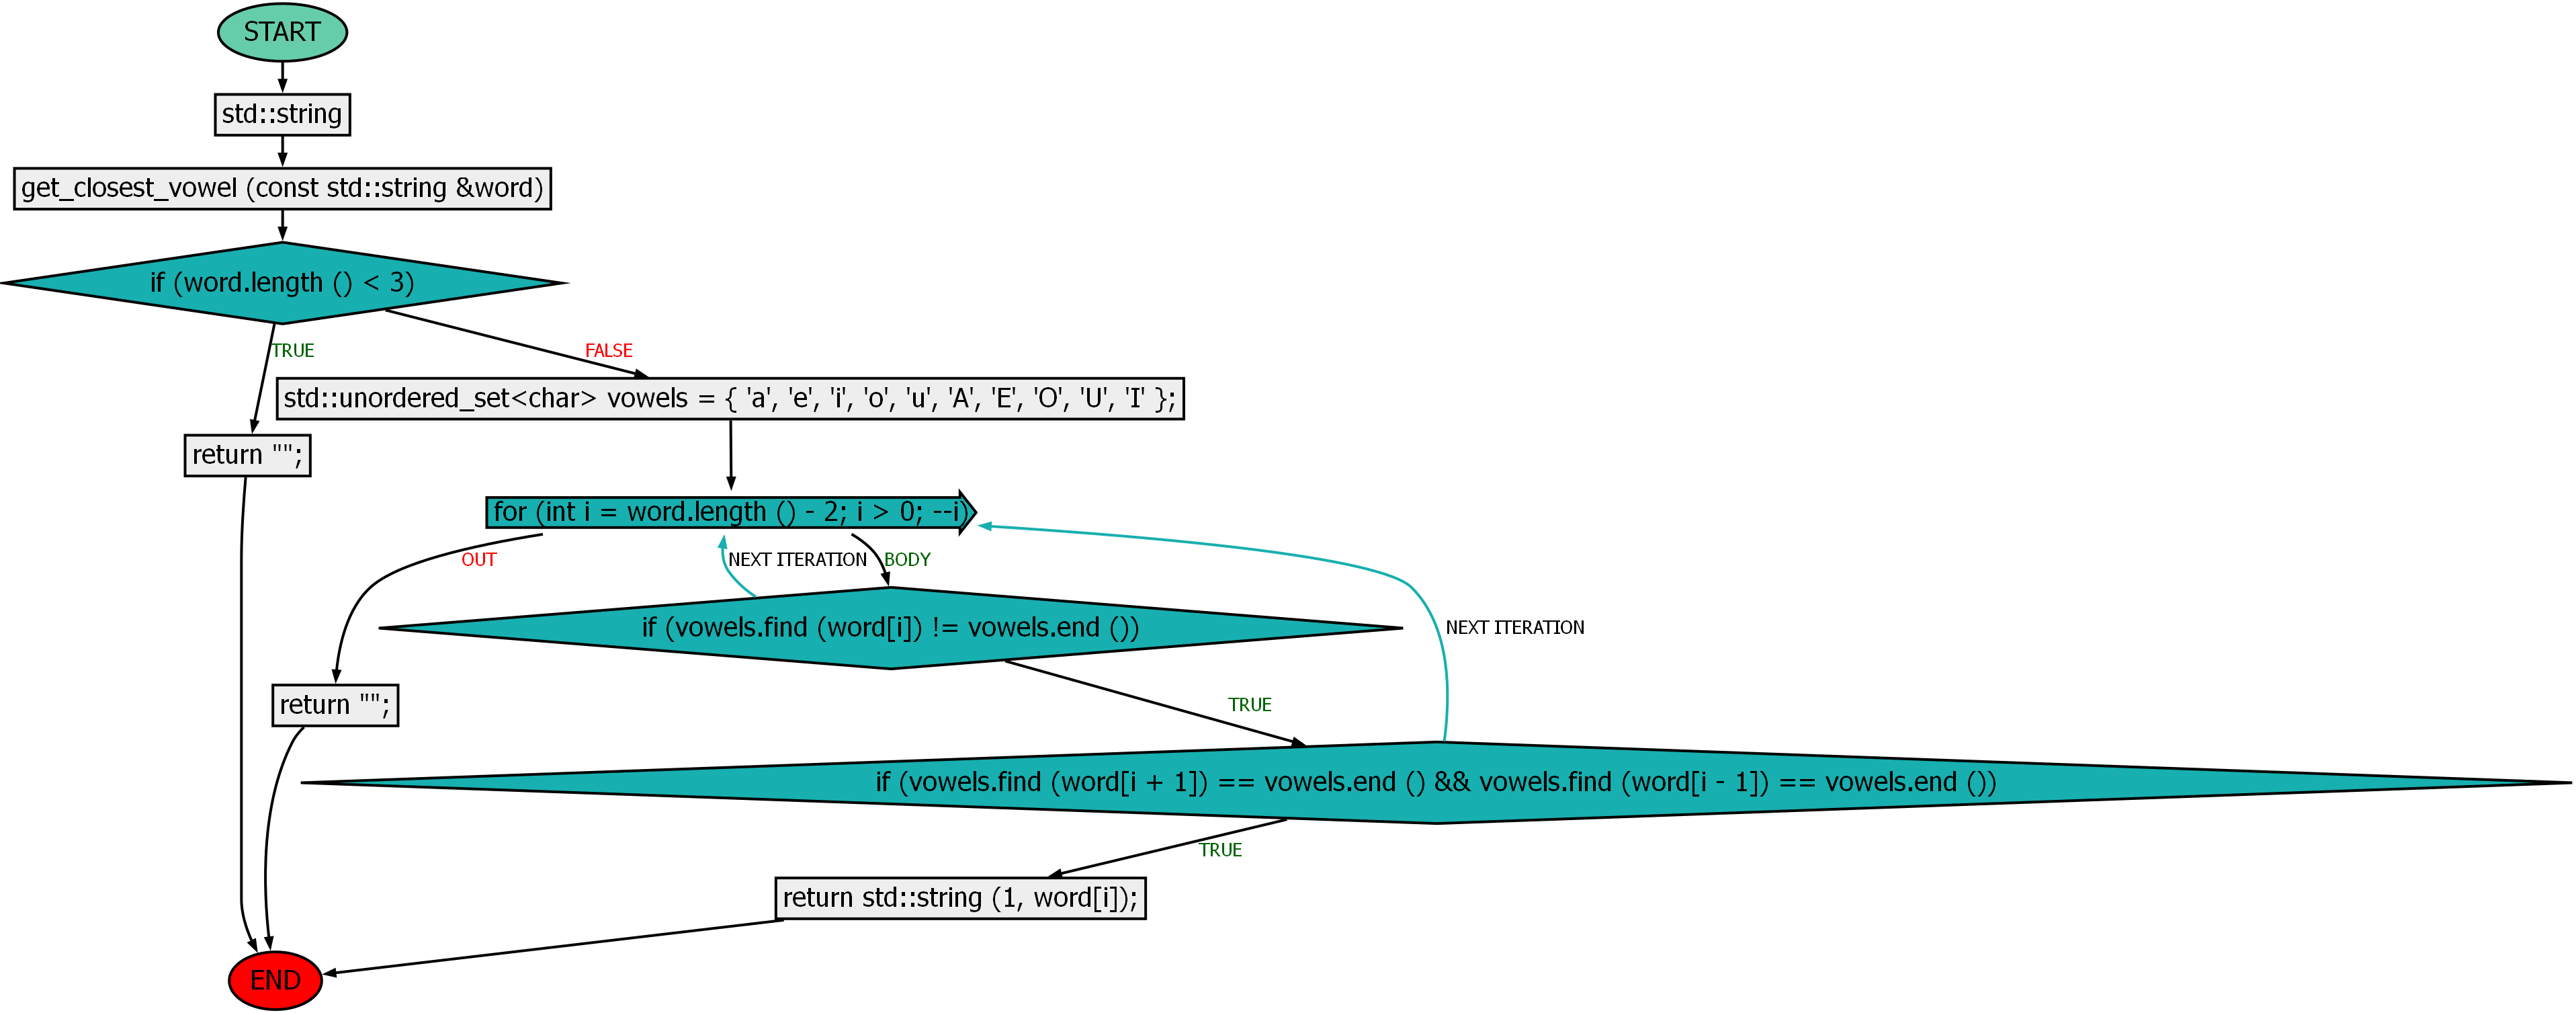 START
std::string
get_closest_vowel (const std::string &word)
if (word.length () < 3)
TRUE
FALSE
std::unordered_set<char> vowels = { 'a', 'e', 'i', 'o', 'u', 'A', 'E', 'O', 'U', 'I' };
return "";
for (int i = word.length () - 2; i > 0; --i)
OUT
NEXT ITERATION
BODY
if (vowels.find (word[i]) != vowels.end ())
NEXT ITERATION
return "";
TRUE
if (vowels.find (word[i + 1]) == vowels.end () && vowels.find (word[i - 1]) == vowels.end ())
TRUE
return std::string (1, word[i]);
END